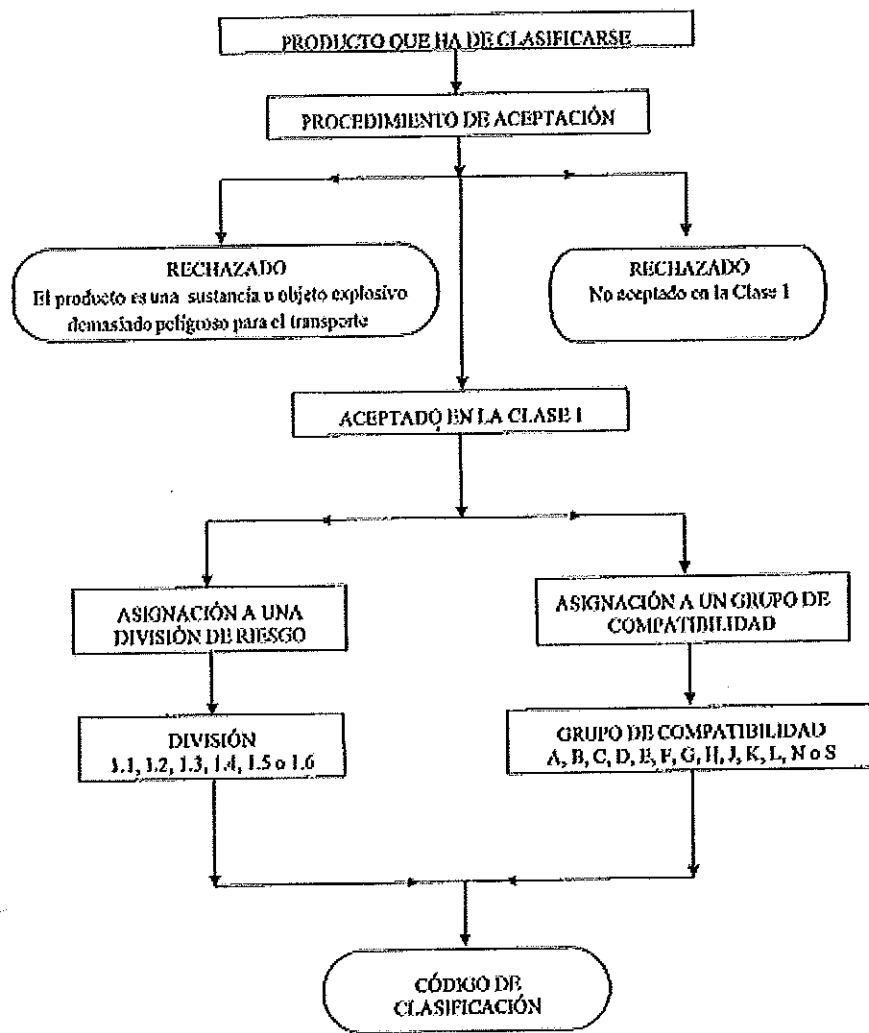 PRODUCTO QUE HA DE CLASIFICARSE
PROCEDIMIENTO DE ACEPTACIÓN
RECHAZADO
El producto es una sustancia u objeto explosivo
demasiado peligroso para el transporte
RECHAZADO
No aceptado en la Clase 1
ACEPTADO EN LA CLASE 1
ASIGNACIÓN A UNA
DIVISIÓN DE RIESGO
ASIGNACIÓN A UN GRUPO DE
COMPATIBILIDAD
DIVISIÓN
1.1, 1.2, 1.3, 1.4, 1.5 o 1.6
GRUPO DE COMPATIBILIDAD
A, B, C, D, E, F, G, H, J, K, L, N o S
CÓDIGO DE
CLASIFICACIÓN